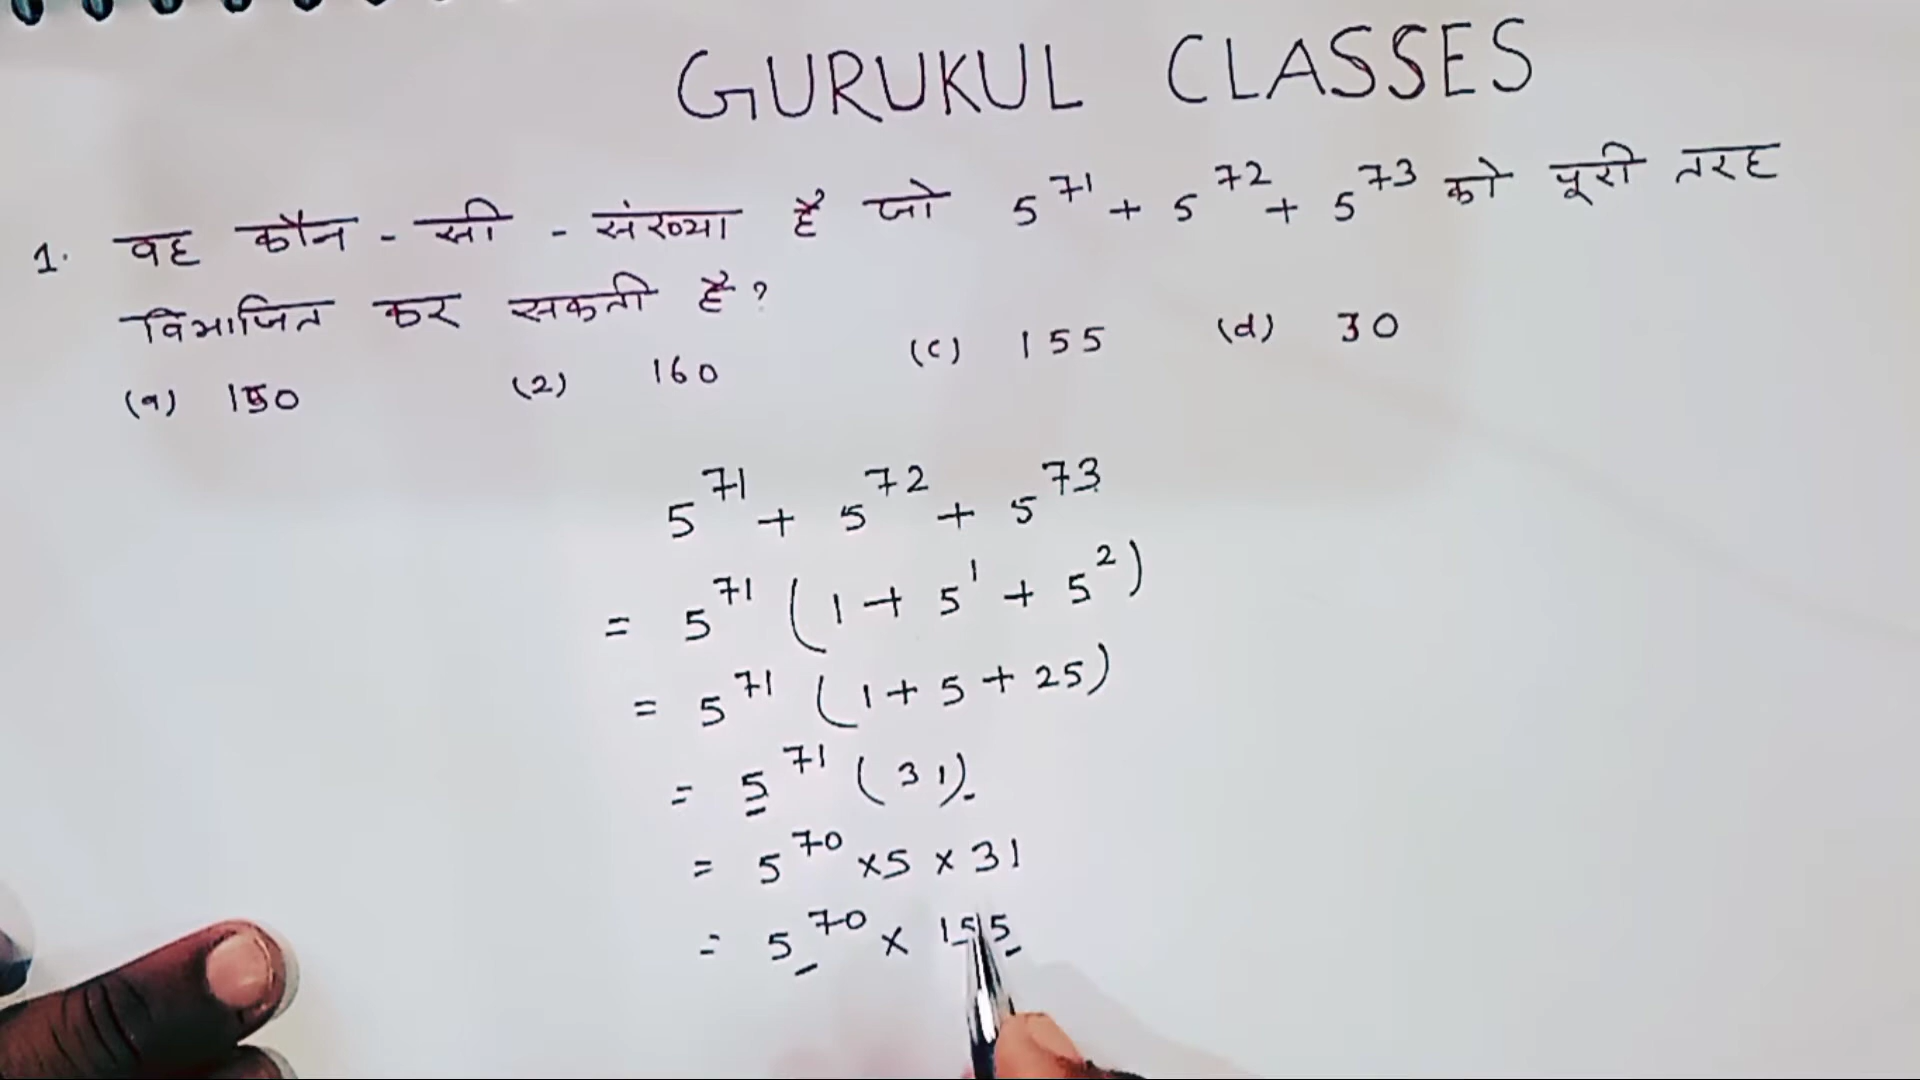 GURUKUL CLASSES
1. वह कौन - सी - संख्या है जो 5^71 + 5^72 + 5^73 को पूरी तरह
विभाजित कर सकती है ?
(a) 150 (2) 160 (c) 155 (d) 30
5^71 + 5^72 + 5^73
= 5^71 (1 + 5^1 + 5^2)
= 5^71 (1 + 5 + 25)
= 5^71 (31)
= 5^70 × 5 × 31
= 5^70 × 155